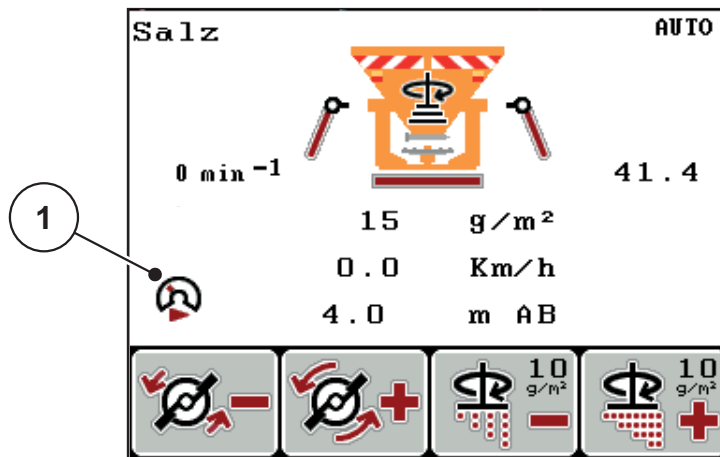 Salz AUTO
0 min⁻¹ 41.4
15 g/m²
1
0.0 Km/h
4.0 m AB
10 g/m²
10 g/m²